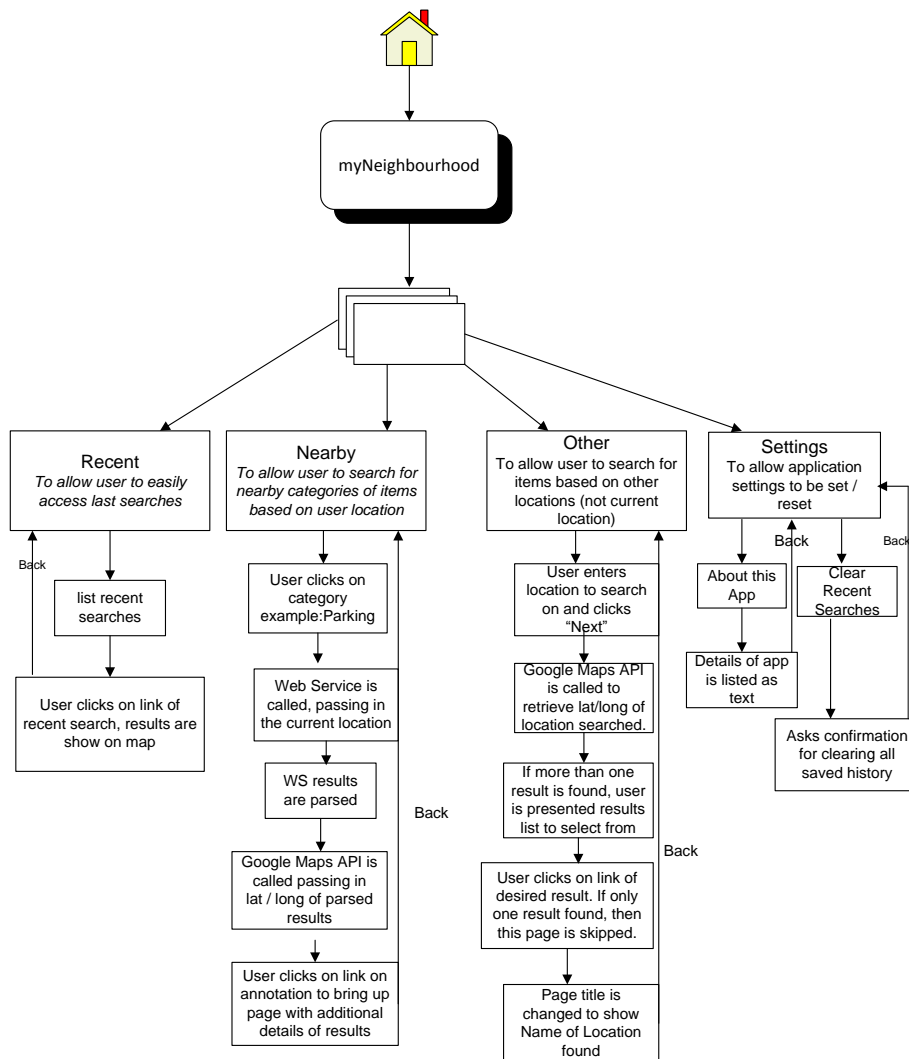 myNeighbourhood
Recent
To allow user to easily
access last searches
Back
list recent
searches
User clicks on link of
recent search, results are
show on map
Nearby
To allow user to search for
nearby categories of items
based on user location
User clicks on
category
example:Parking
Web Service is
called, passing in
the current location
WS results
are parsed
Google Maps API is
called passing in
lat / long of parsed
results
User clicks on link on
annotation to bring up
page with additional
details of results
Back
Other
To allow user to search for
items based on other
locations (not current
location)
User enters
location to search
on and clicks
“Next”
Google Maps API
is called to
retrieve lat/long of
location searched.
If more than one
result is found, user
is presented results
list to select from
User clicks on link of
desired result. If only
one result found, then
this page is skipped.
Page title is
changed to show
Name of Location
found
Back
Settings
To allow application
settings to be set /
reset
Back
Back
About this
App
Details of app
is listed as
text
Clear
Recent
Searches
Asks confirmation
for clearing all
saved history